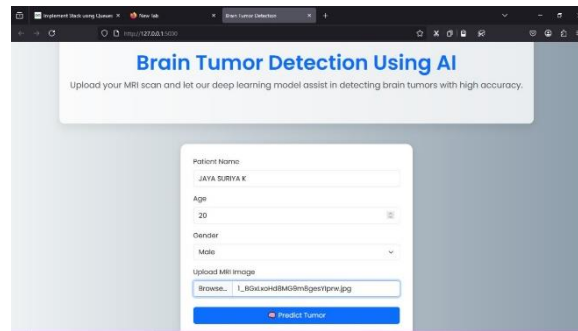 Implement Stack using Queues
New Tab
Brain Tumor Detection
http://127.0.0.1:5000
Brain Tumor Detection Using AI
Upload your MRI scan and let our deep learning model assist in detecting brain tumors with high accuracy.
Patient Name
JAYA SURIYA K
Age
20
Gender
Male
Upload MRI Image
Browse...
Predict Tumor